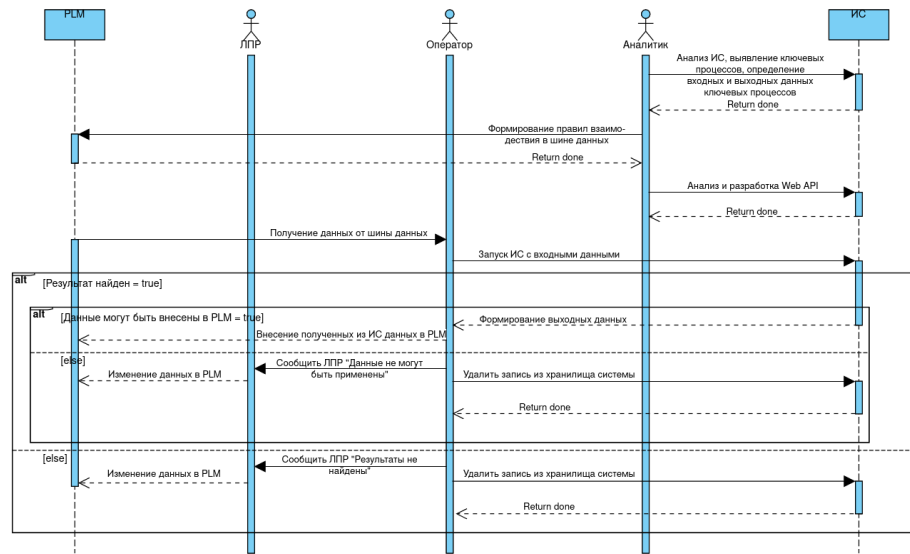 PLM
ЛПР
Оператор
Аналитик
ИС
Анализ ИС, выявление ключевых
процессов, определение
входных и выходных данных
ключевых процессов
Return done
Формирование правил взаимо-
дествия в шине данных
Return done
Анализ и разработка Web API
Return done
Получение данных от шины данных
Запуск ИС с входными данными
alt
[Результат найден = true]
alt
[Данные могут быть внесены в PLM = true]
Формирование выходных данных
Внесение полученных из ИС данных в PLM
[else]
Сообщить ЛПР "Данные не могут
быть применены"
Изменение данных в PLM
Удалить запись из хранилища системы
Return done
[else]
Сообщить ЛПР "Результаты не
найдены"
Изменение данных в PLM
Удалить запись из хранилища системы
Return done